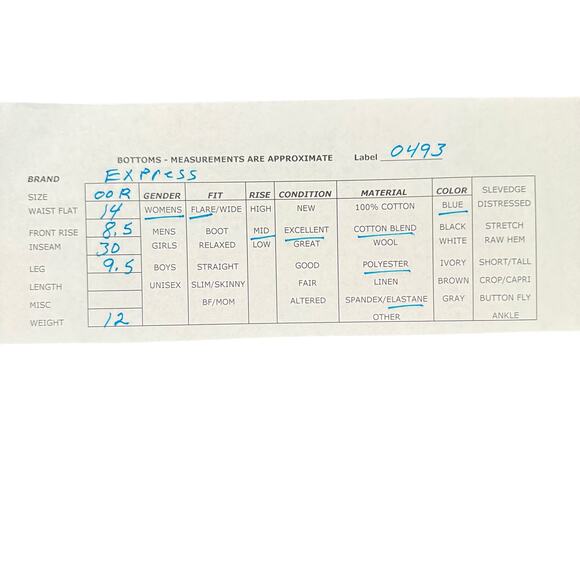 BOTTOMS - MEASUREMENTS ARE APPROXIMATE Label 0493
BRAND EXPress
SIZE 00 R GENDER FIT RISE CONDITION MATERIAL COLOR SLEVEDGE
WAIST FLAT 14 WOMENS FLARE/WIDE HIGH NEW 100% COTTON BLUE DISTRESSED
FRONT RISE 8.5 MENS BOOT MID EXCELLENT COTTON BLEND BLACK STRETCH
INSEAM 30 GIRLS RELAXED LOW GREAT WOOL WHITE RAW HEM
LEG 9.5 BOYS STRAIGHT GOOD POLYESTER IVORY SHORT/TALL
LENGTH UNISEX SLIM/SKINNY FAIR LINEN BROWN CROP/CAPRI
MISC BF/MOM ALTERED SPANDEX/ELASTANE GRAY BUTTON FLY
WEIGHT 12 OTHER ANKLE